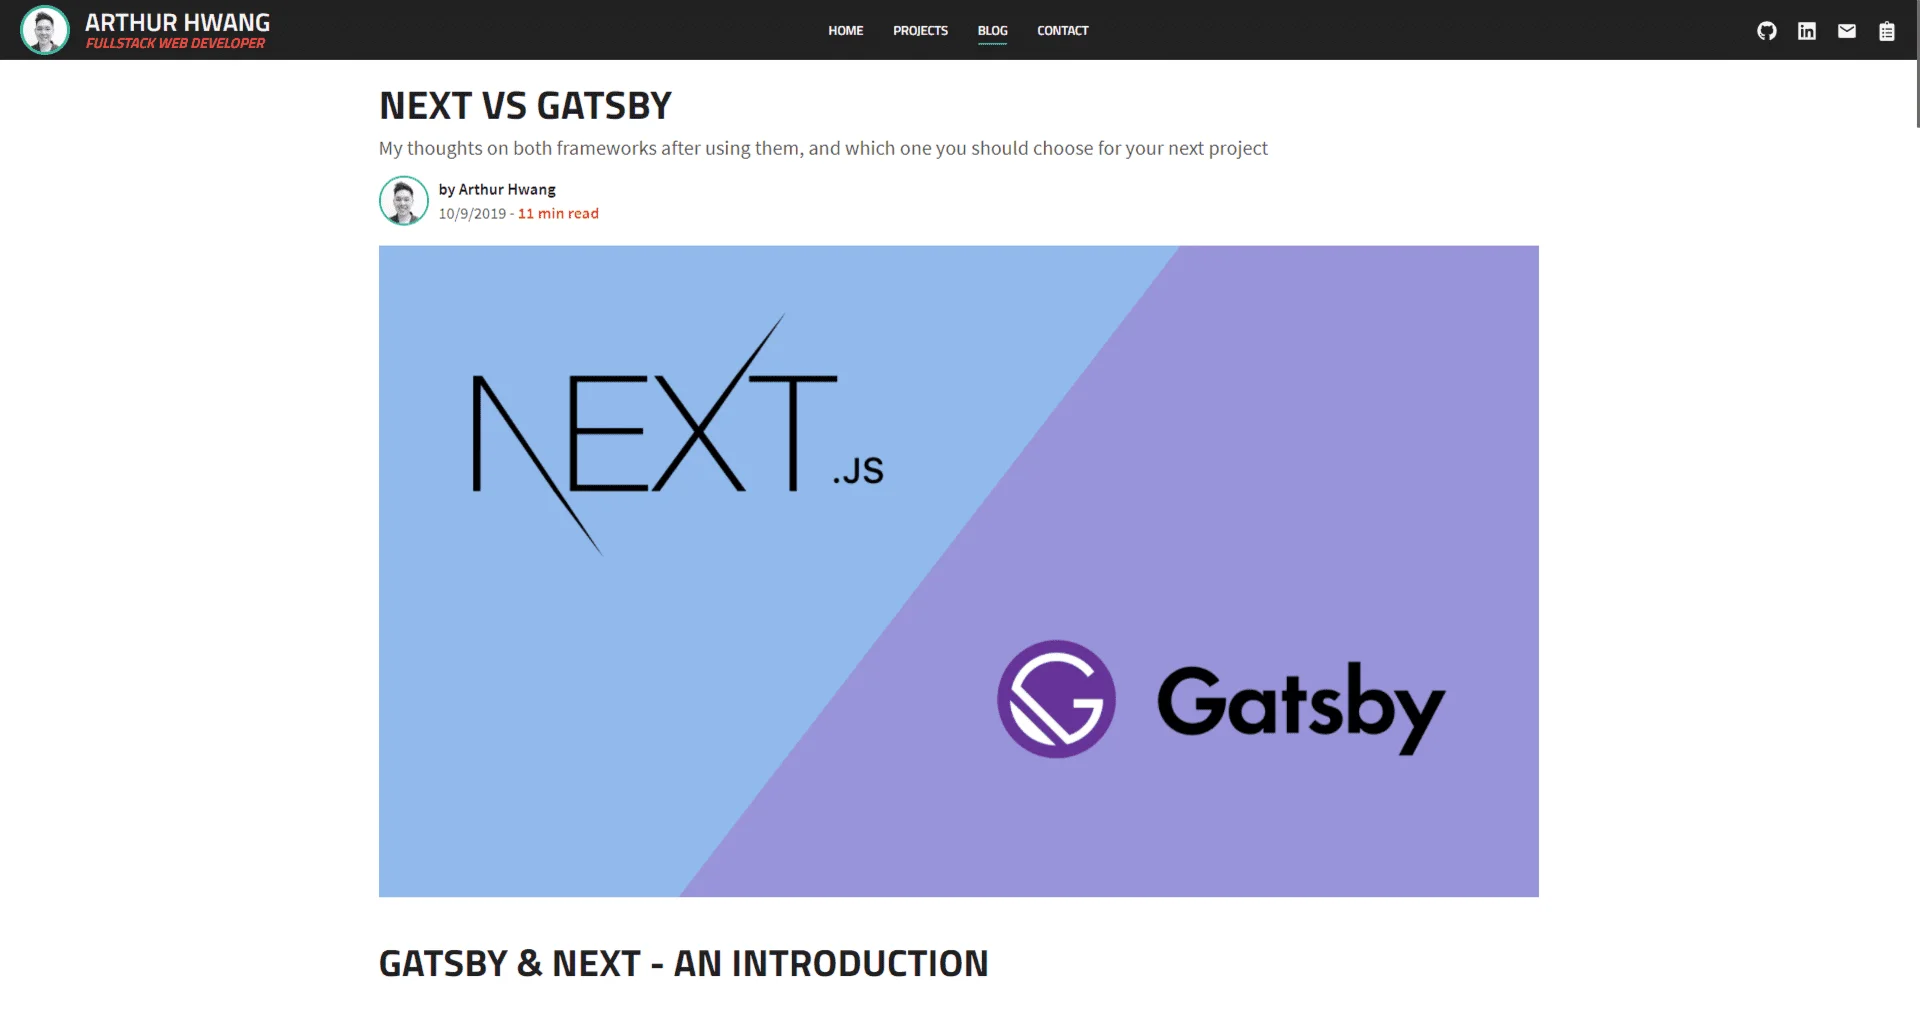 ARTHUR HWANG
FULLSTACK WEB DEVELOPER
HOME PROJECTS BLOG CONTACT
NEXT VS GATSBY
My thoughts on both frameworks after using them, and which one you should choose for your next project
by Arthur Hwang
10/9/2019 - 11 min read
NEXT.JS
Gatsby
GATSBY & NEXT - AN INTRODUCTION